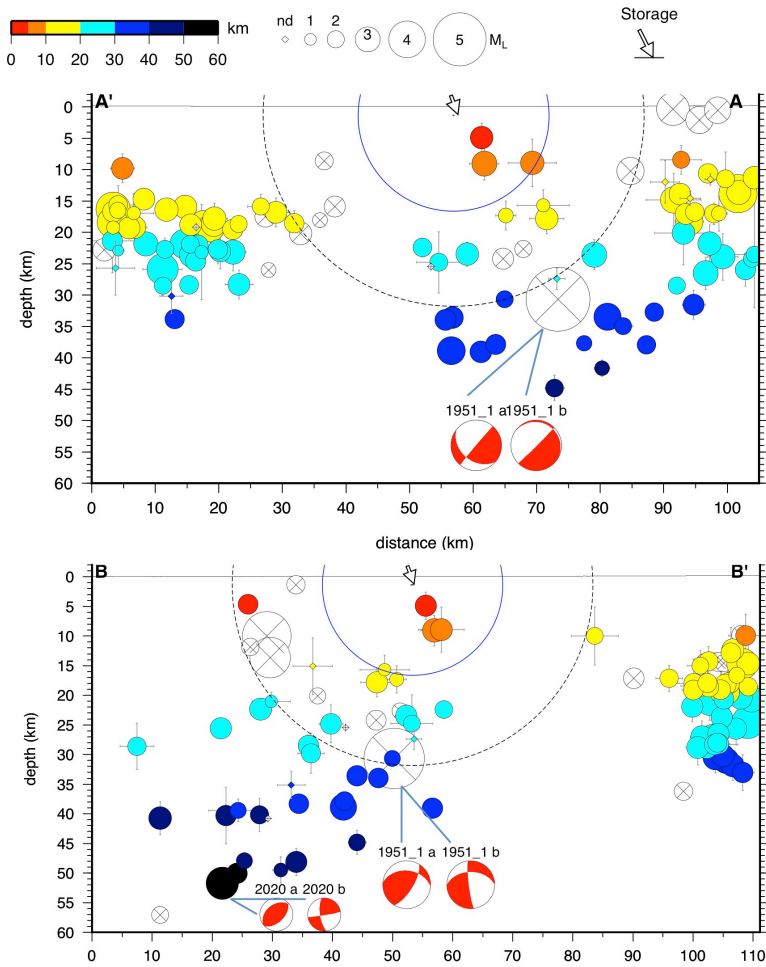 nd 1 2 3 4 5 ML
km
0 5 10 20 30 40 50 60
Storage
A' A
0
5
10
15
20
25
30
35
40
45
50
55
60
depth (km)
1951_1 a 1951_1 b
0 10 20 30 40 50 60 70 80 90 100
distance (km)
B B'
0
5
10
15
20
25
30
35
40
45
50
55
60
depth (km)
1951_1 a 1951_1 b
2020 a 2020 b
0 10 20 30 40 50 60 70 80 90 100 110